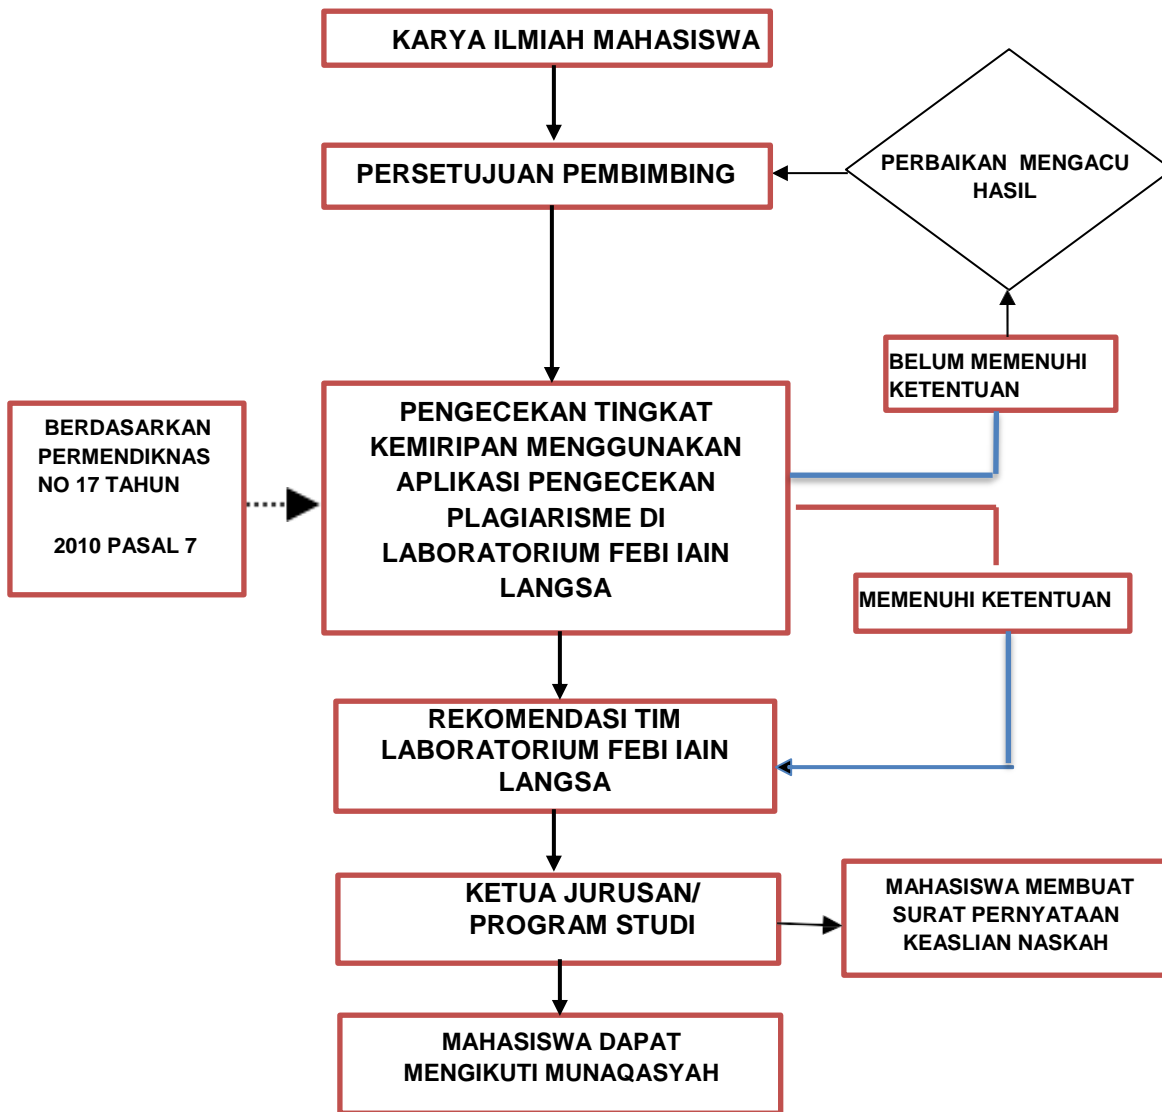 KARYA ILMIAH MAHASISWA
PERSETUJUAN PEMBIMBING
PERBAIKAN MENGACU
HASIL
BELUM MEMENUHI
KETENTUAN
BERDASARKAN
PERMENDIKNAS
NO 17 TAHUN
2010 PASAL 7
PENGECEKAN TINGKAT
KEMIRIPAN MENGGUNAKAN
APLIKASI PENGECEKAN
PLAGIARISME DI
LABORATORIUM FEBI IAIN
LANGSA
MEMENUHI KETENTUAN
REKOMENDASI TIM
LABORATORIUM FEBI IAIN
LANGSA
KETUA JURUSAN/
PROGRAM STUDI
MAHASISWA MEMBUAT
SURAT PERNYATAAN
KEASLIAN NASKAH
MAHASISWA DAPAT
MENGIKUTI MUNAQASYAH